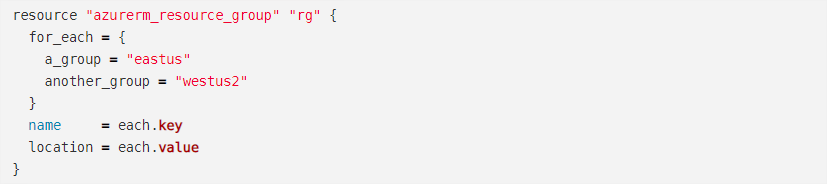 resource "azurerm_resource_group" "rg" {
  for_each = {
    a_group = "eastus"
    another_group = "westus2"
  }
  name     = each.key
  location = each.value
}